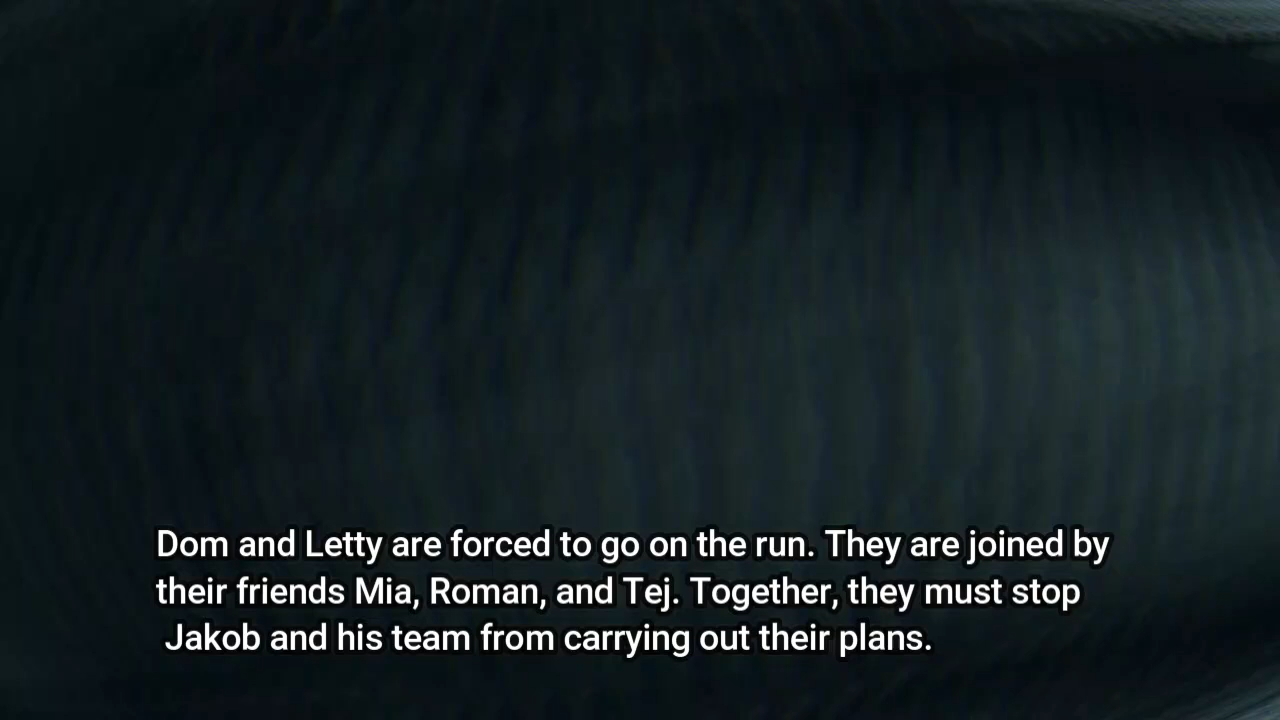 Dom and Letty are forced to go on the run. They are joined by
their friends Mia, Roman, and Tej. Together, they must stop
Jakob and his team from carrying out their plans.